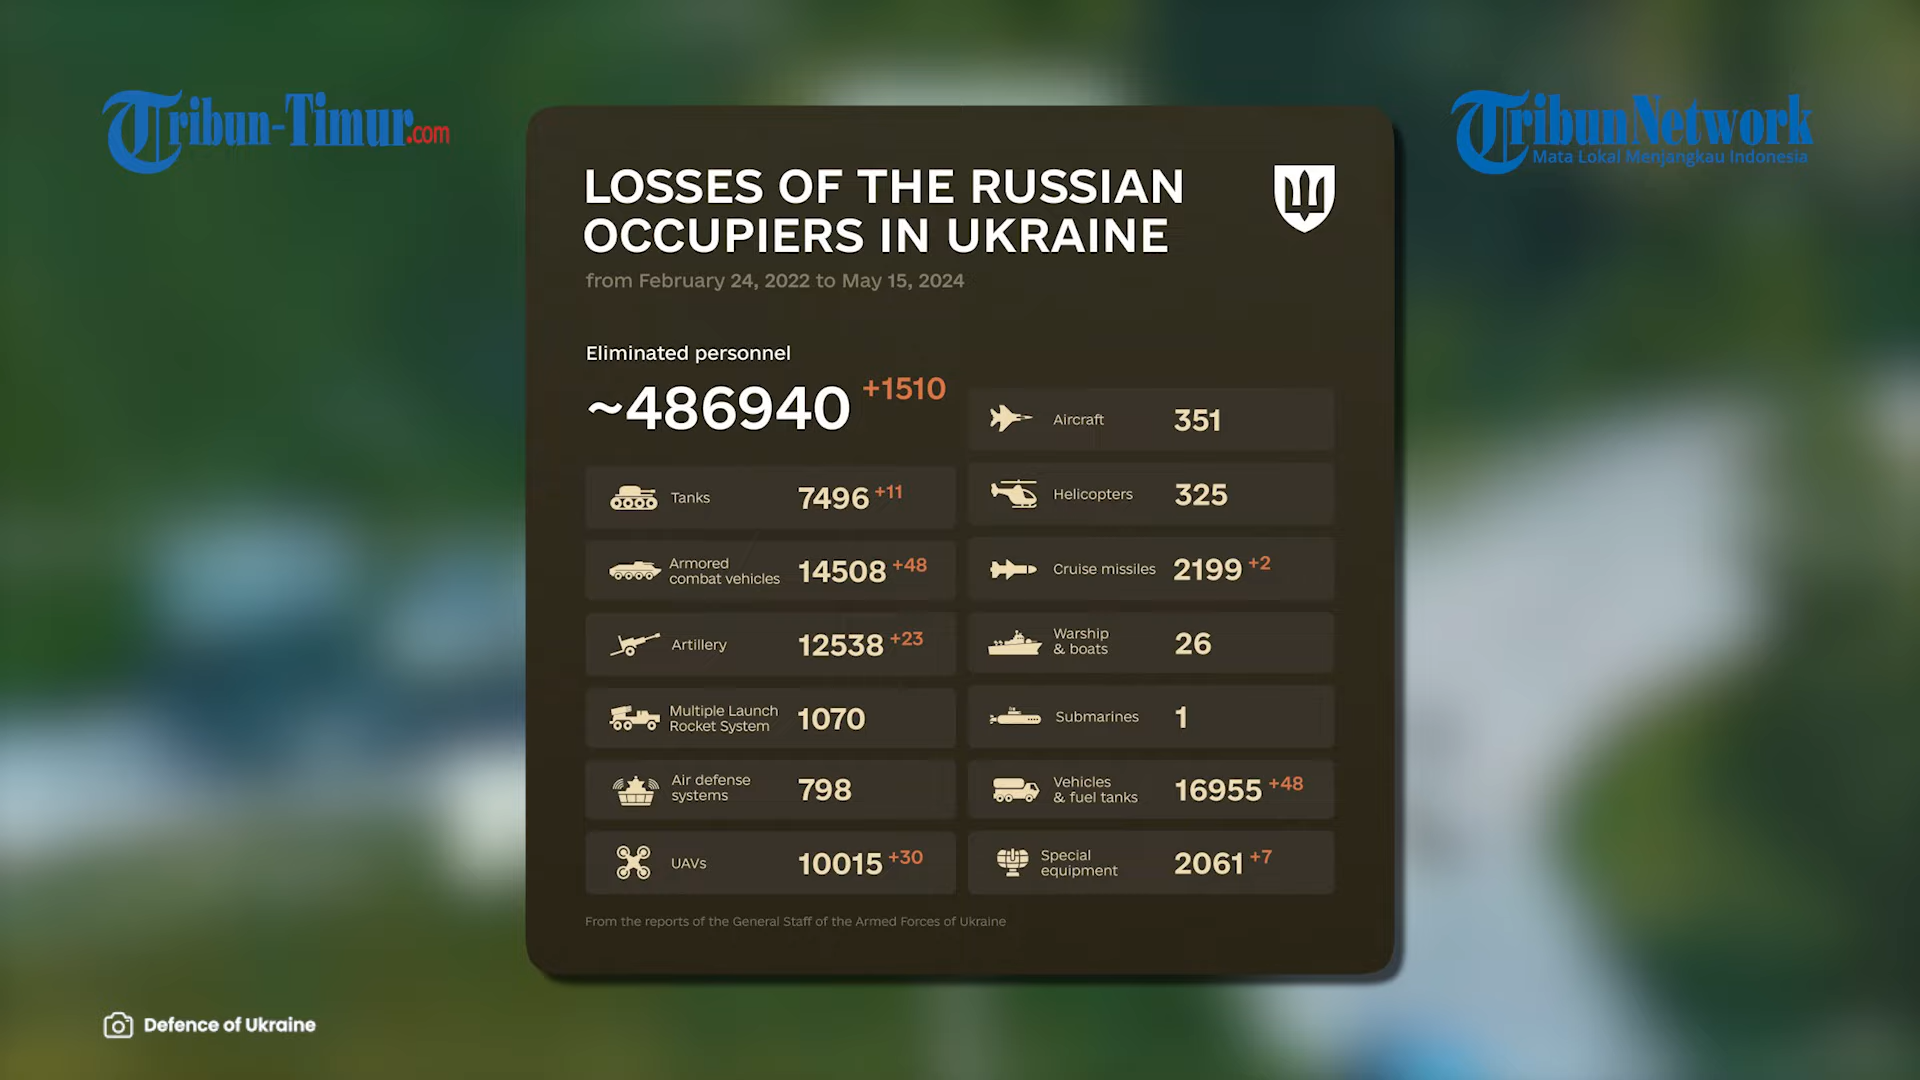 Tribun-Timur.com
TribunNetwork
Mata Lokal Menjangkau Indonesia
LOSSES OF THE RUSSIAN
OCCUPIERS IN UKRAINE
from February 24, 2022 to May 15, 2024
Eliminated personnel
~486940 +1510
Tanks 7496 +11
Armored
combat vehicles 14508 +48
Artillery 12538 +23
Multiple Launch
Rocket System 1070
Air defense
systems 798
UAVs 10015 +30
Aircraft 351
Helicopters 325
Cruise missiles 2199 +2
Warship
& boats 26
Submarines 1
Vehicles
& fuel tanks 16955 +48
Special
equipment 2061 +7
From the reports of the General Staff of the Armed Forces of Ukraine
Defence of Ukraine